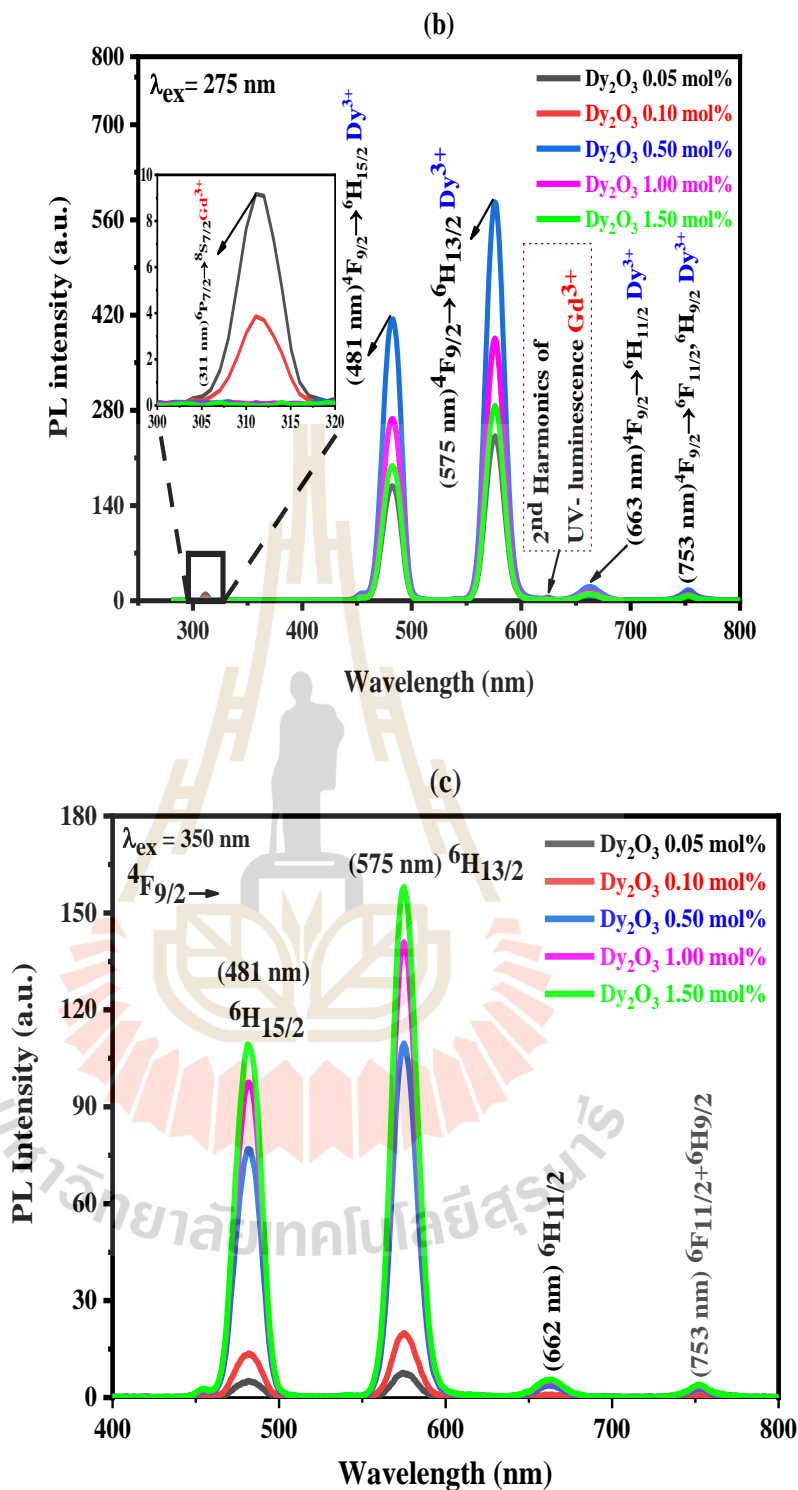 (b)
λex= 275 nm
Dy₂O₃ 0.05 mol%
Dy₂O₃ 0.10 mol%
Dy₂O₃ 0.50 mol%
Dy₂O₃ 1.00 mol%
Dy₂O₃ 1.50 mol%
800
700
560
420
280
140
0
PL intensity (a.u.)
10
8
6
4
2
0
300 305 310 315 320
(311 nm)⁶P₇/₂→⁸S₇/₂Gd³⁺
(481 nm)⁴F₉/₂→⁶H₁₅/₂ Dy³⁺
(575 nm)⁴F₉/₂→⁶H₁₃/₂ Dy³⁺
2nd Harmonics of
UV- luminescence Gd³⁺
(663 nm)⁴F₉/₂→⁶H₁₁/₂ Dy³⁺
(753 nm)⁴F₉/₂→⁶F₁₁/₂,⁶H₉/₂ Dy³⁺
300 400 500 600 700 800
Wavelength (nm)
(c)
λex = 350 nm
⁴F₉/₂→
Dy₂O₃ 0.05 mol%
Dy₂O₃ 0.10 mol%
Dy₂O₃ 0.50 mol%
Dy₂O₃ 1.00 mol%
Dy₂O₃ 1.50 mol%
180
150
120
90
60
30
0
PL Intensity (a.u.)
(575 nm) ⁶H₁₃/₂
(481 nm)
⁶H₁₅/₂
(662 nm) ⁶H₁₁/₂
(753 nm) ⁶F₁₁/₂+⁶H₉/₂
400 500 600 700 800
Wavelength (nm)